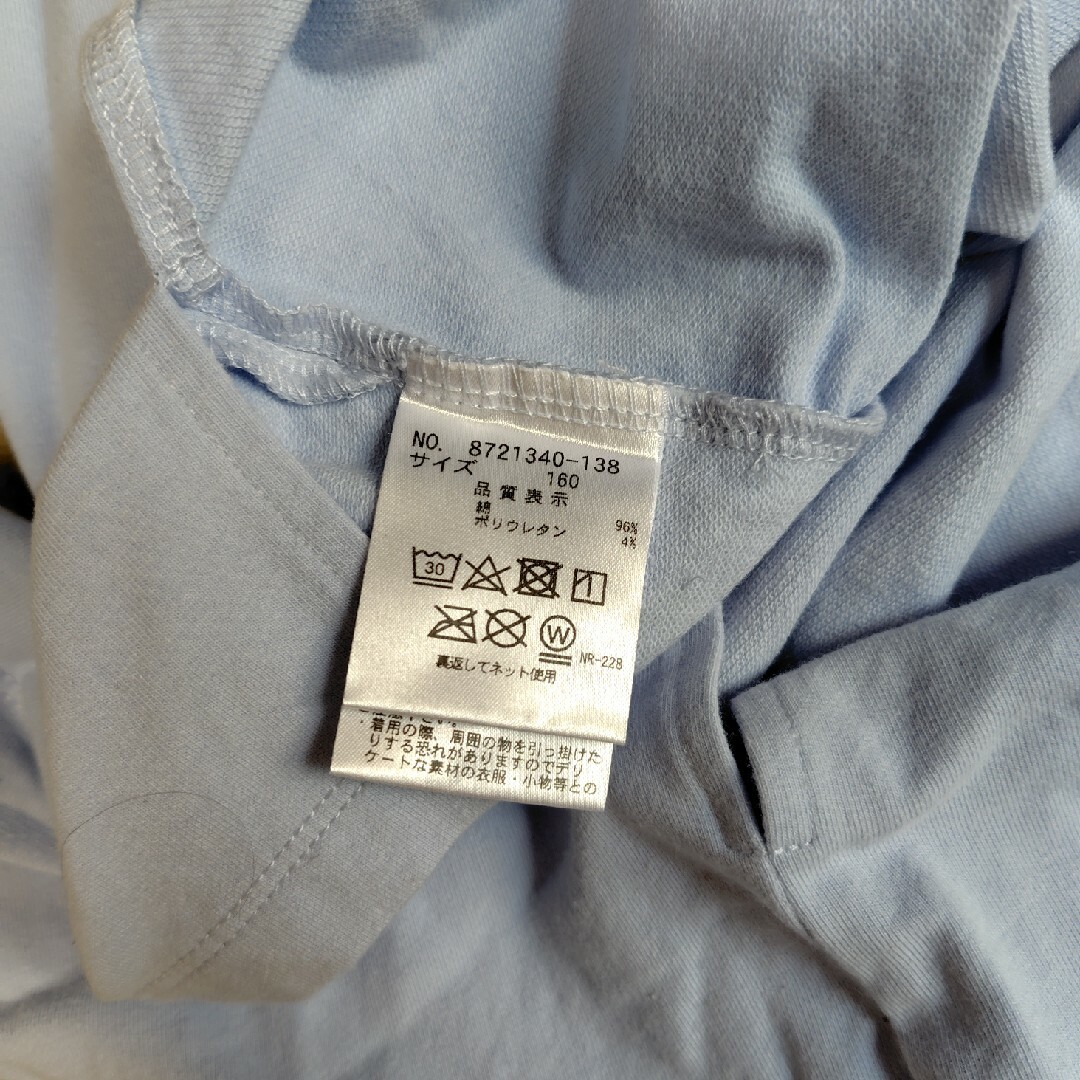 NO. 8721340-138
サイズ 160
品質表示
綿 96%
ポリウレタン 4%
30
W NR-228
裏返してネット使用
・着用の際、周囲の物を引っ掛けた
りする恐れがありますのでデリ
ケートな素材の衣服・小物等との